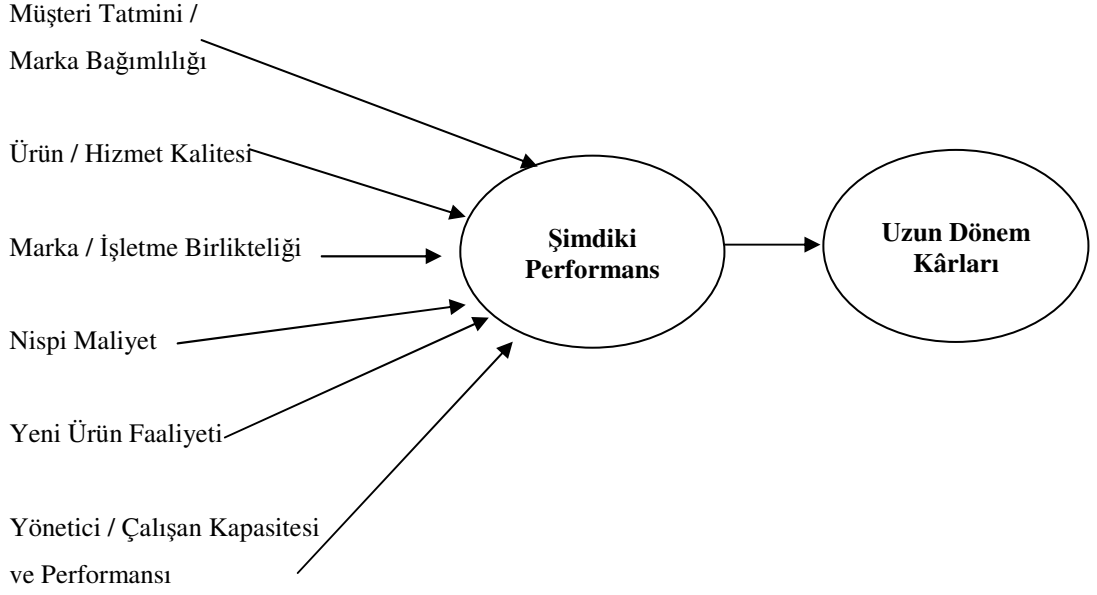 Müşteri Tatmini /
Marka Bağımlılığı
Ürün / Hizmet Kalitesi
Marka / İşletme Birlikteliği
Nispi Maliyet
Yeni Ürün Faaliyeti
Yönetici / Çalışan Kapasitesi
ve Performansı
Şimdiki
Performans
Uzun Dönem
Kârları